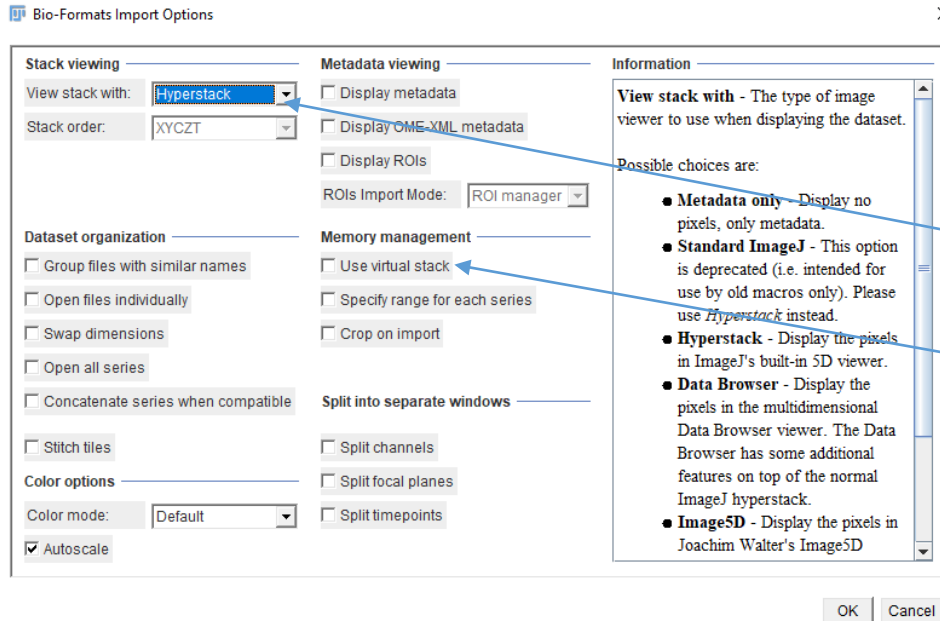 Bio-Formats Import Options
Stack viewing
View stack with: Hyperstack
Stack order: XYCZT
Metadata viewing
Display metadata
Display OME-XML metadata
Display ROIs
ROIs Import Mode: ROI manager
Dataset organization
Group files with similar names
Open files individually
Swap dimensions
Open all series
Concatenate series when compatible
Stitch tiles
Memory management
Use virtual stack
Specify range for each series
Crop on import
Color options
Color mode: Default
Autoscale
Split into separate windows
Split channels
Split focal planes
Split timepoints
Information
View stack with - The type of image
viewer to use when displaying the dataset.
Possible choices are:
Metadata only - Display no
pixels, only metadata.
Standard ImageJ - This option
is deprecated (i.e. intended for
use by old macros only). Please
use Hyperstack instead.
Hyperstack - Display the pixels
in ImageJ's built-in 5D viewer.
Data Browser - Display the
pixels in the multidimensional
Data Browser viewer. The Data
Browser has some additional
features on top of the normal
ImageJ hyperstack.
Image5D - Display the pixels in
Joachim Walter's Image5D
OK
Cancel